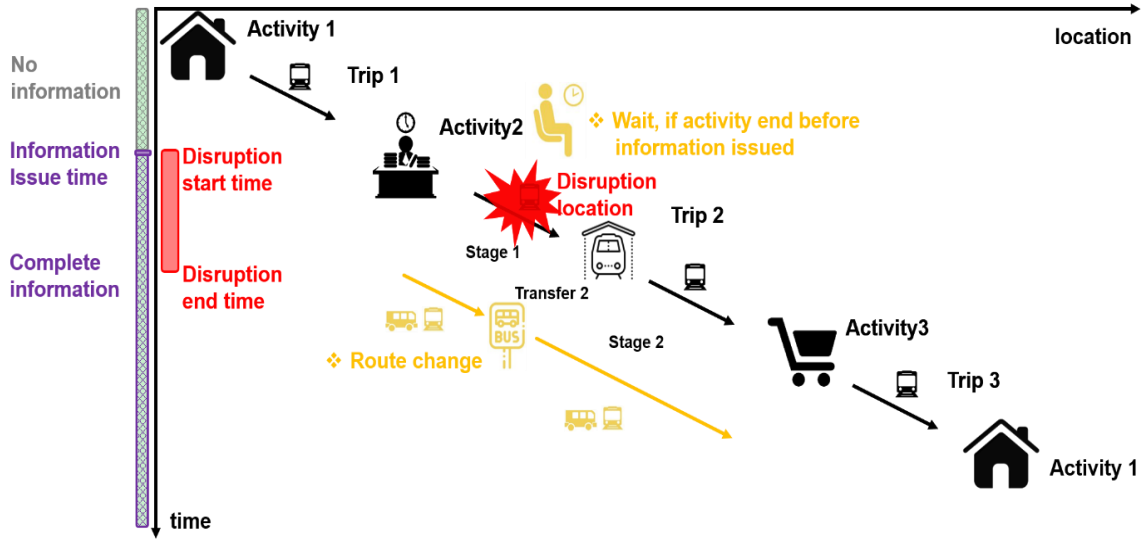 Activity 1
location
No
information
Trip 1
Activity2
❖ Wait, if activity end before
information issued
Information
Issue time
Disruption
start time
Disruption
location
Trip 2
Stage 1
Complete
information
Disruption
end time
Transfer 2
BUS
Activity3
Stage 2
❖ Route change
Trip 3
Activity 1
time